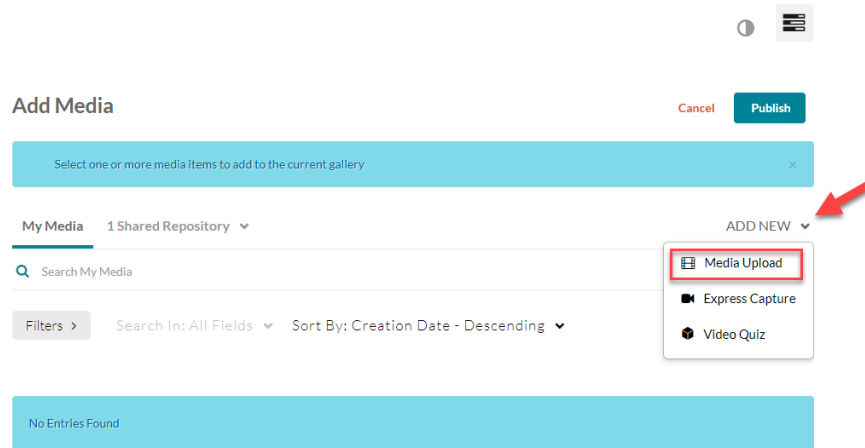 Add Media
Cancel
Publish
Select one or more media items to add to the current gallery
My Media 1 Shared Repository
ADD NEW
Search My Media
Media Upload
Express Capture
Filters
Search In: All Fields Sort By: Creation Date - Descending
Video Quiz
No Entries Found